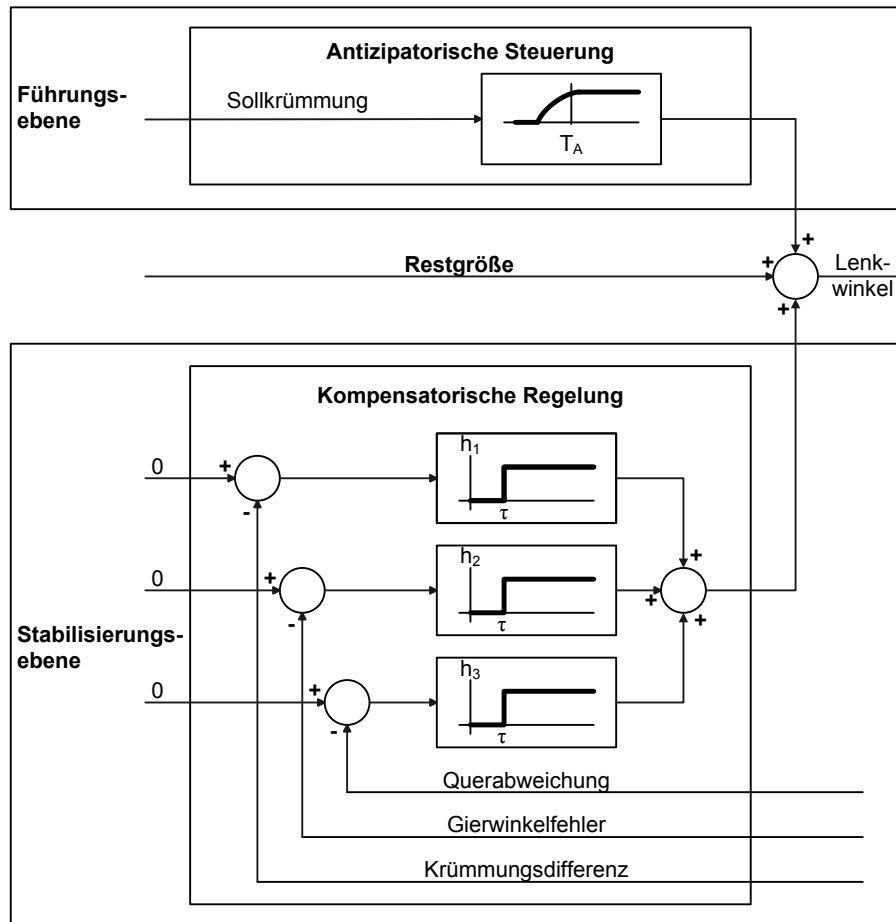 Antizipatorische Steuerung
Führungs-
ebene
Sollkrümmung
T_A
+
Restgröße
+
Lenk-
winkel
+
Kompensatorische Regelung
0
+
-
h_1
τ
0
+
-
h_2
τ
+
+
+
Stabilisierungs-
ebene
0
+
-
h_3
τ
Querabweichung
Gierwinkelfehler
Krümmungsdifferenz